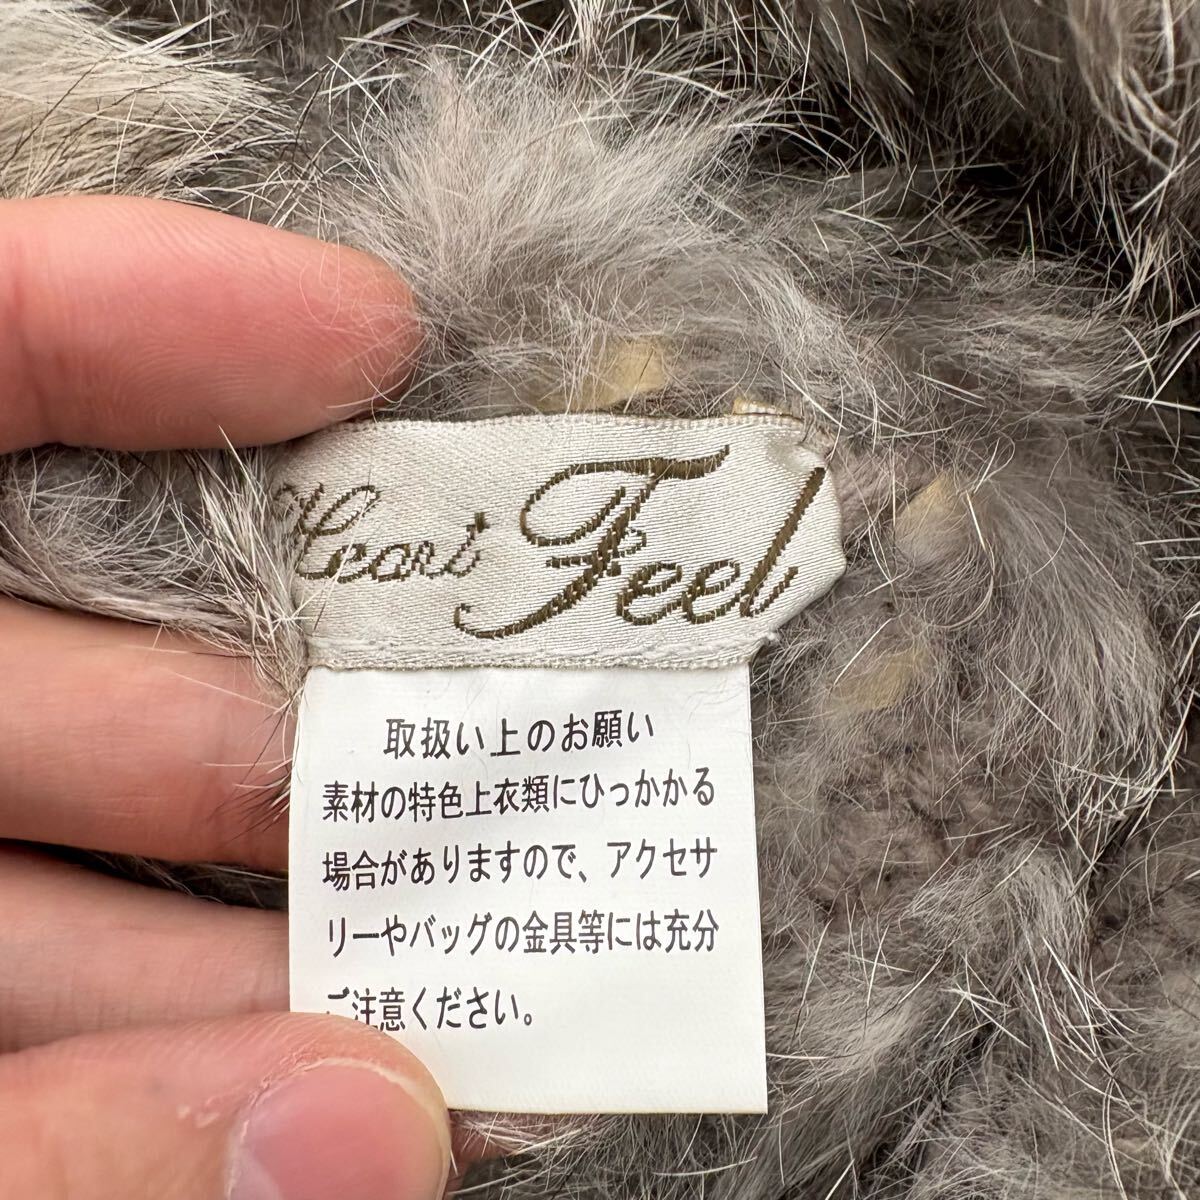 Heart Feel
取扱い上のお願い
素材の特色上衣類にひっかかる
場合がありますので、アクセサ
リーやバッグの金具等には充分
ご注意ください。